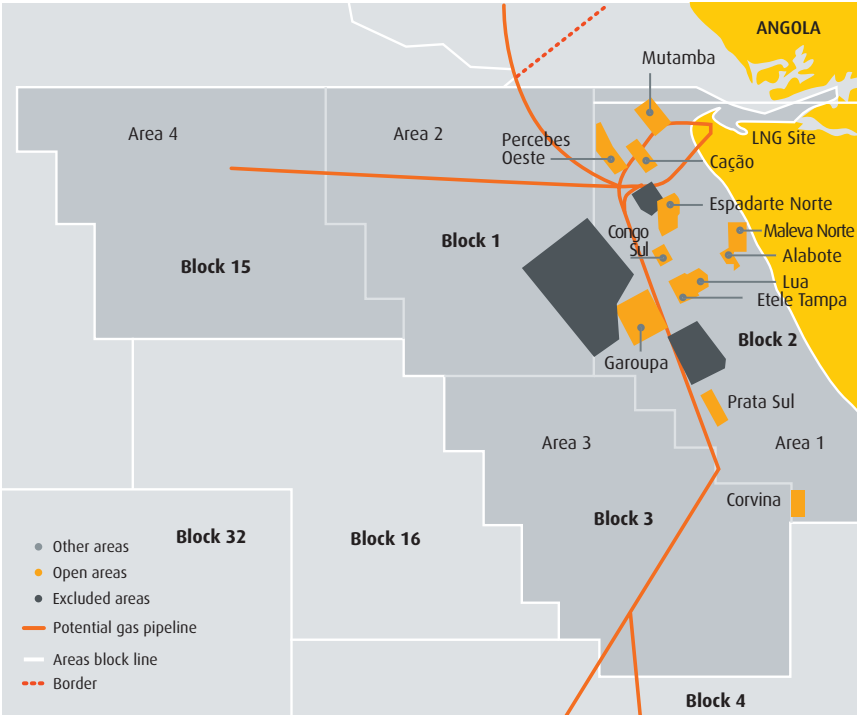 ANGOLA
Mutamba
Area 4
Area 2
Percebes
Oeste
LNG Site
Cação
Espadarte Norte
Block 1
Congo
Sul
Maleva Norte
Alabote
Block 15
Lua
Etele Tampa
Block 2
Garoupa
Prata Sul
Area 3
Area 1
Corvina
Block 3
Block 32
Block 16
Other areas
Open areas
Excluded areas
Potential gas pipeline
Areas block line
Border
Block 4